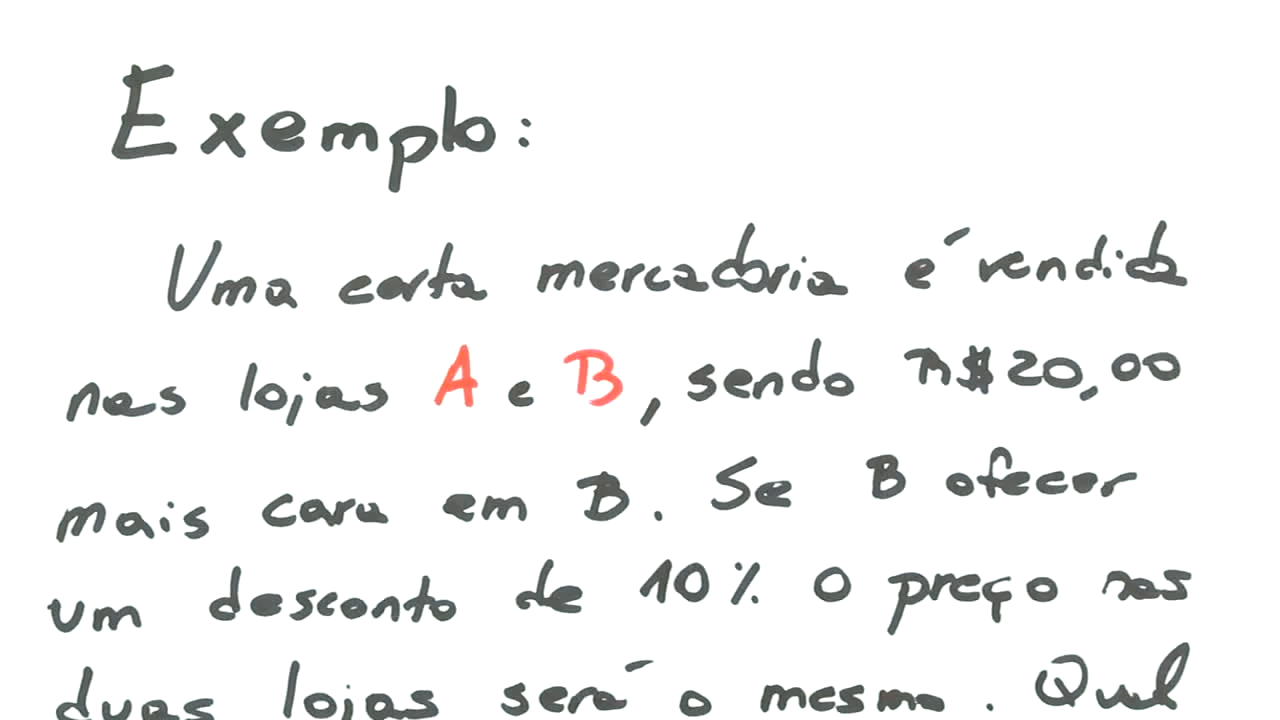 Exemplo:
Uma certa mercadoria é vendida
nas lojas A e B, sendo R$20,00
mais cara em B. Se B ofecer
um desconto de 10% o preço nas
duas lojas será o mesmo. Qual